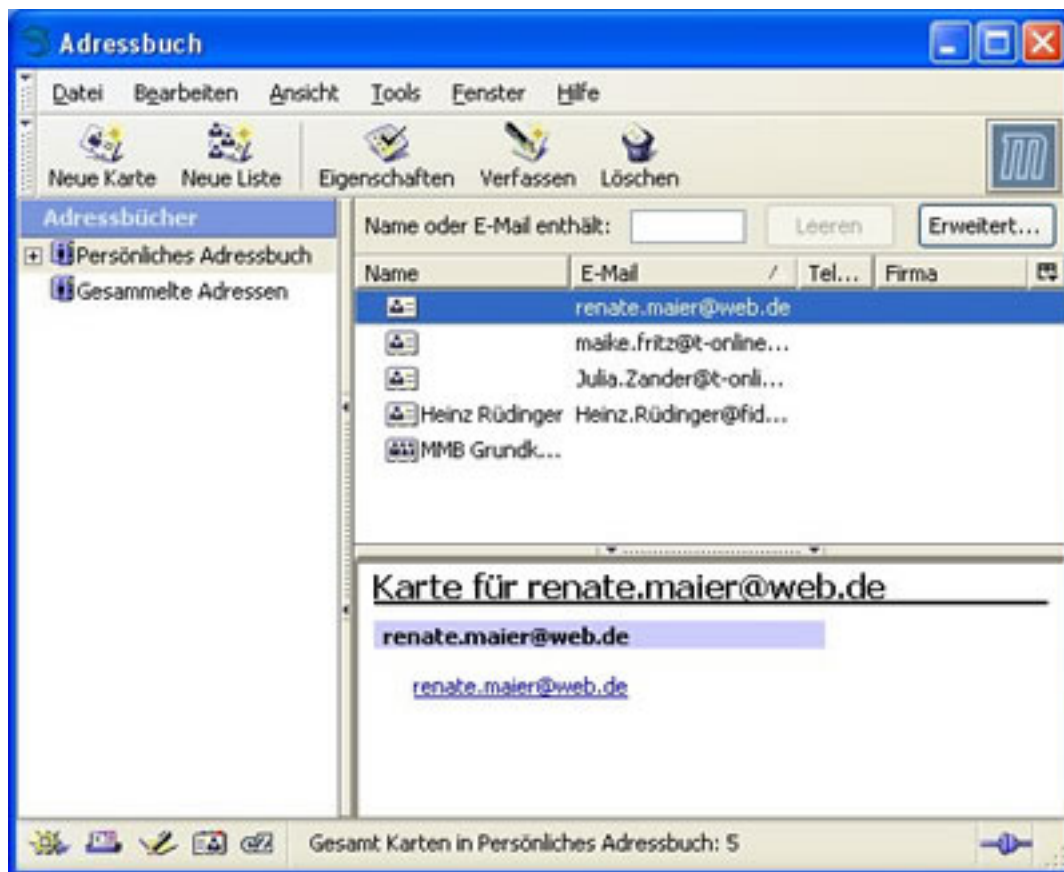 Adressbuch
Datei Bearbeiten Ansicht Tools Fenster Hilfe
Neue Karte Neue Liste Eigenschaften Verfassen Löschen
Adressbücher
Persönliches Adressbuch
Gesammelte Adressen
Name oder E-Mail enthält: Leeren Erweitert...
Name E-Mail / Tel... Firma
renate.maier@web.de
maike.fritz@t-online...
Julia.Zander@t-onli...
Heinz Rüdinger Heinz.Rüdinger@fid...
MMB Grundk...
Karte für renate.maier@web.de
renate.maier@web.de
renate.maier@web.de
Gesamt Karten in Persönliches Adressbuch: 5